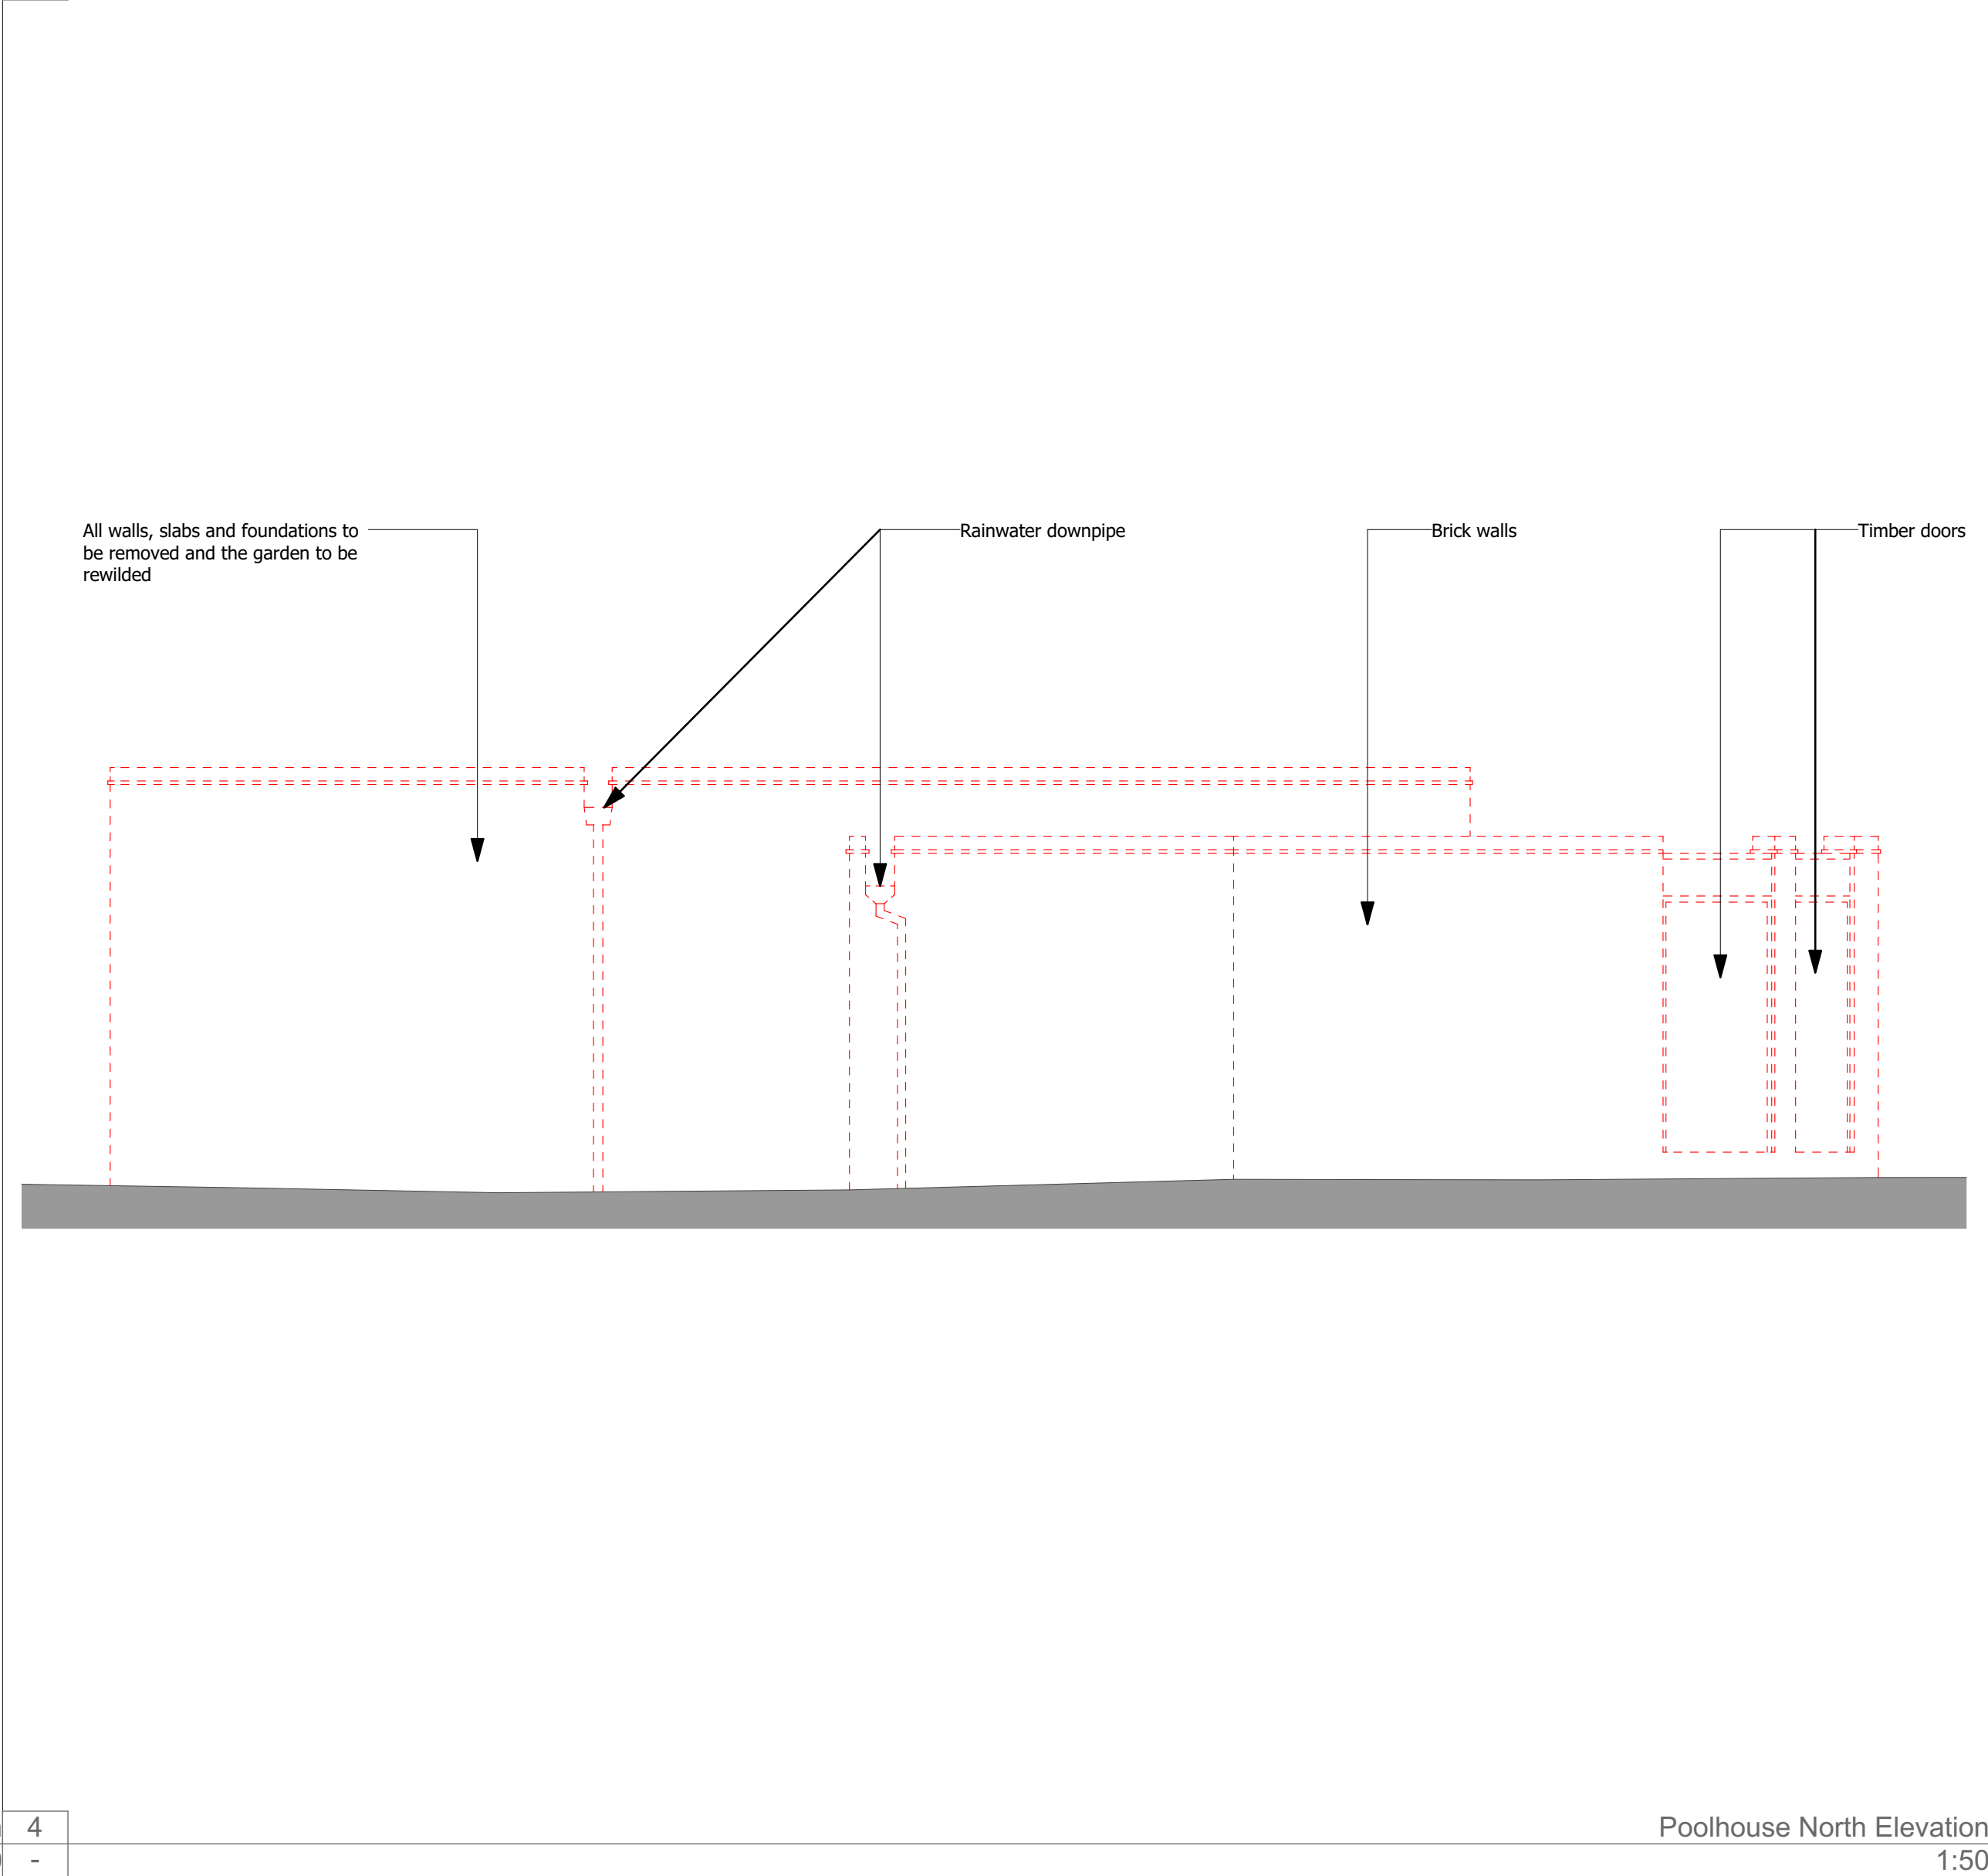 All walls, slabs and foundations to
be removed and the garden to be
rewilded
Rainwater downpipe
Brick walls
Timber doors
4
Poolhouse North Elevation
-
1:50